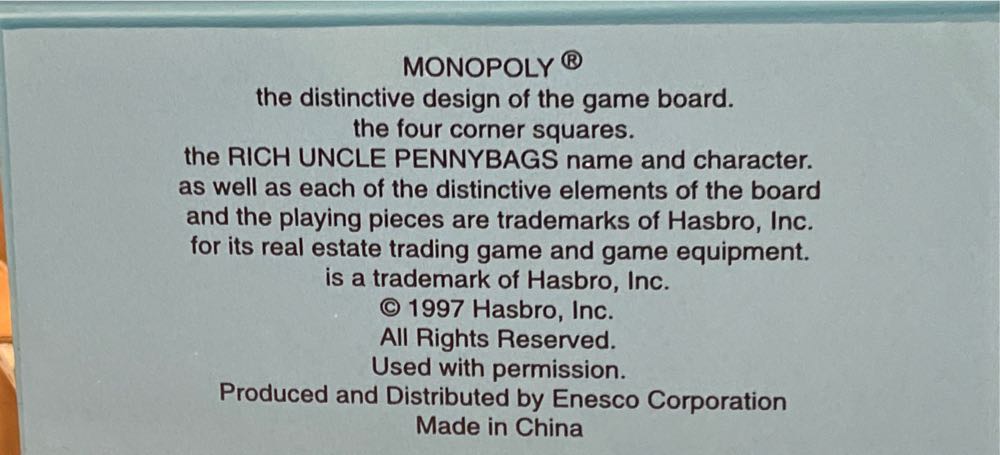 MONOPOLY ®
the distinctive design of the game board.
the four corner squares.
the RICH UNCLE PENNYBAGS name and character.
as well as each of the distinctive elements of the board
and the playing pieces are trademarks of Hasbro, Inc.
for its real estate trading game and game equipment.
is a trademark of Hasbro, Inc.
© 1997 Hasbro, Inc.
All Rights Reserved.
Used with permission.
Produced and Distributed by Enesco Corporation
Made in China